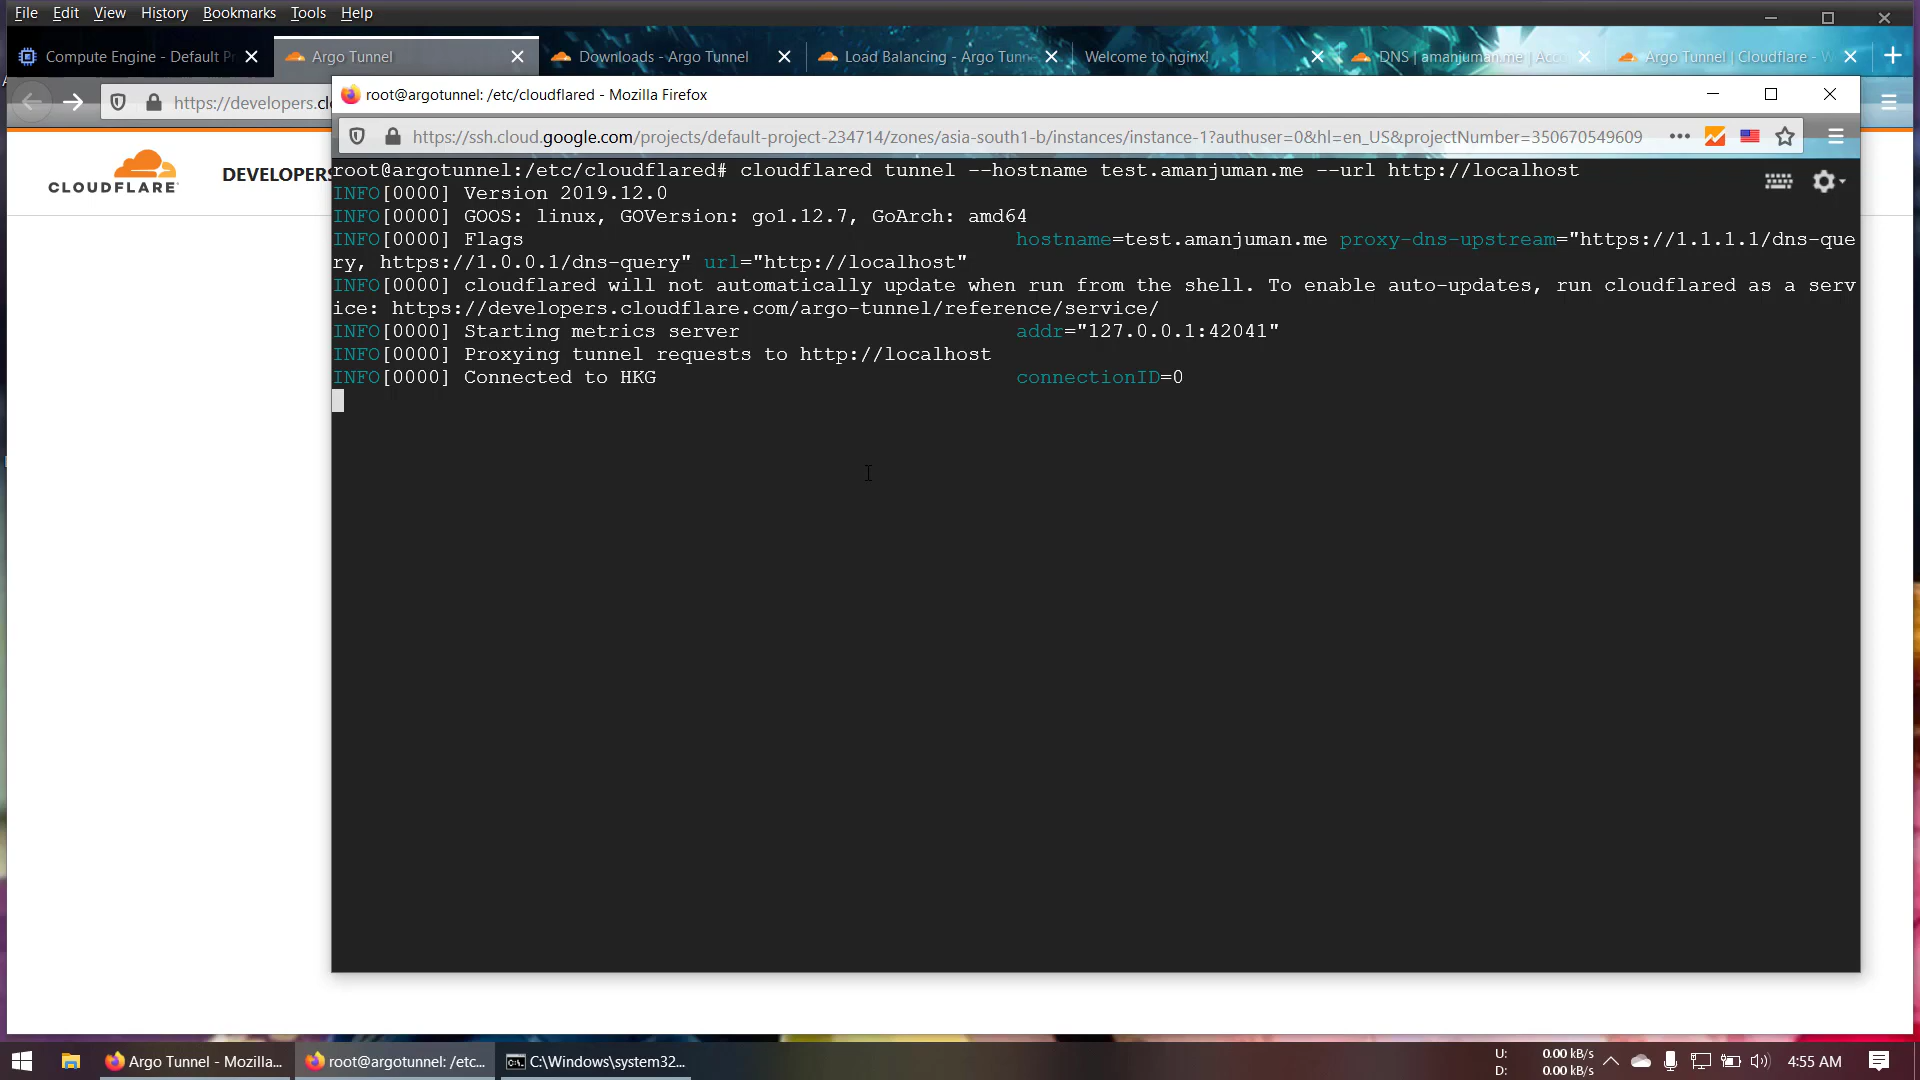 File Edit View History Bookmarks Tools Help
Compute Engine - Default Pr
Argo Tunnel
Downloads - Argo Tunnel
Load Balancing - Argo Tunne
Welcome to nginx!
DNS | amanjuman.me | Acc
Argo Tunnel | Cloudflare - W
https://developers.cl
root@argotunnel: /etc/cloudflared - Mozilla Firefox
https://ssh.cloud.google.com/projects/default-project-234714/zones/asia-south1-b/instances/instance-1?authuser=0&hl=en_US&projectNumber=350670549609
CLOUDFLARE
DEVELOPERS
root@argotunnel:/etc/cloudflared# cloudflared tunnel --hostname test.amanjuman.me --url http://localhost
INFO[0000] Version 2019.12.0
INFO[0000] GOOS: linux, GOVersion: go1.12.7, GoArch: amd64
INFO[0000] Flags hostname=test.amanjuman.me proxy-dns-upstream="https://1.1.1.1/dns-que
ry, https://1.0.0.1/dns-query" url="http://localhost"
INFO[0000] cloudflared will not automatically update when run from the shell. To enable auto-updates, run cloudflared as a serv
ice: https://developers.cloudflare.com/argo-tunnel/reference/service/
INFO[0000] Starting metrics server addr="127.0.0.1:42041"
INFO[0000] Proxying tunnel requests to http://localhost
INFO[0000] Connected to HKG connectionID=0
Argo Tunnel - Mozilla...
root@argotunnel: /etc...
C:\Windows\system32...
U: 0.00 kB/s
D: 0.00 kB/s
4:55 AM